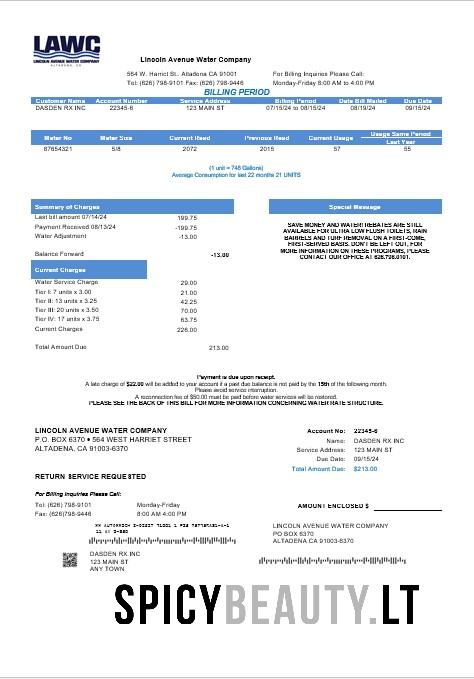 LAWC
LINCOLN AVENUE WATER COMPANY
Lincoln Avenue Water Company
564 W. Harriet St., Altadona CA 91001
For Billing Inquiries Please Call:
Tol: (626) 798-9101 Fax: (626)798-9446
Monday-Friday 8:00 AM to 4:00 PM
BILLING PERIOD
Customer Name Account Number Service Address Billing Period Date Bill Mailed Due Date
DASDEN RX INC 22345-6 123 MAIN ST 07/15/24 to 08/15/24 08/19/24 09/15/24
Meter No Meter Size Current Read Previous Read Current Usage Usage Same Period
Last Year
87654321 5/8 2072 2015 57 55
(1 unit = 748 Gallons)
Average Consumption for last 22 months 21 UNITS
Summary of Charges
Last bill amount 07/14/24 199.75
Payment Received 08/13/24 -199.75
Water Adjustment -13.00
Balance Forward -13.00
Current Charges
Water Service Charge 29.00
Tier I: 7 units x 3.00 21.00
Tier II: 13 units x 3.25 42.25
Tier III: 20 units x 3.50 70.00
Tier IV: 17 units x 3.75 63.75
Current Charges 226.00
Total Amount Due 213.00
Special Message
SAVE MONEY AND WATER! REBATES ARE STILL
AVAILABLE FOR ULTRA LOW FLUSH TOILETS, RAIN
BARRELS AND TURF REMOVAL ON A FIRST-COME,
FIRST-SERVED BASIS. DON'T BE LEFT OUT, FOR
MORE INFORMATION ON THESE PROGRAMS, PLEASE
CONTACT OUR OFFICE AT 626.798.9101.
Payment is due upon receipt.
A late charge of $22.00 will be added to your account if a past due balance is not paid by the 15th of the following month.
Please avoid service interruption.
A reconnection fee of $50.00 must be paid before water services will be restored.
PLEASE SEE THE BACK OF THIS BILL FOR MORE INFORMATION CONCERNING WATER RATE STRUCTURE.
LINCOLN AVENUE WATER COMPANY
P.O. BOX 6370 • 564 WEST HARRIET STREET
ALTADENA, CA 91003-6370
Account No: 22345-6
Name: DASDEN RX INC
Service Address: 123 MAIN ST
Due Date: 09/15/24
Total Amount Due: $213.00
RETURN SERVICE REQUESTED
For Billing Inquiries Please Call:
Tol: (626) 798-9101 Monday-Friday
Fax: (626)798-9446 8:00 AM 4:00 PM
AMOUNT ENCLOSED $
LINCOLN AVENUE WATER COMPANY
PO BOX 6370
ALTADENA CA 91003-6370
DASDEN RX INC
123 MAIN ST
ANY TOWN
SPICYBEAUTY.LT